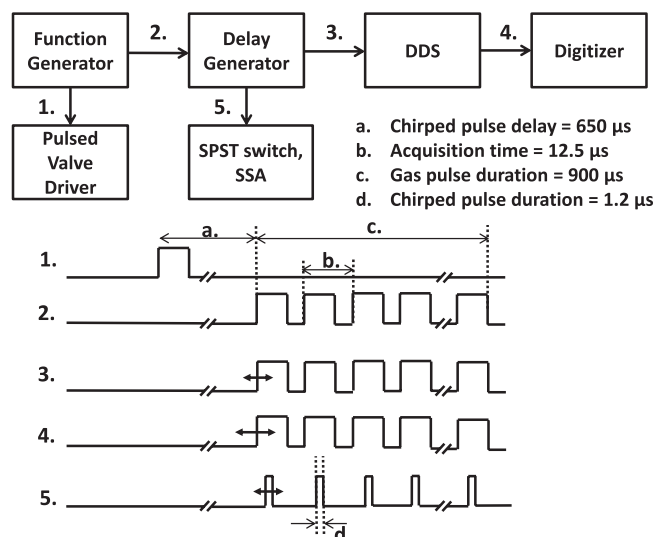 Function Generator
2.
Delay Generator
3.
DDS
4.
Digitizer
1.
5.
Pulsed Valve Driver
SPST switch, SSA
a. Chirped pulse delay = 650 µs
b. Acquisition time = 12.5 µs
c. Gas pulse duration = 900 µs
d. Chirped pulse duration = 1.2 µs
a.
c.
1.
b.
2.
3.
4.
5.
d